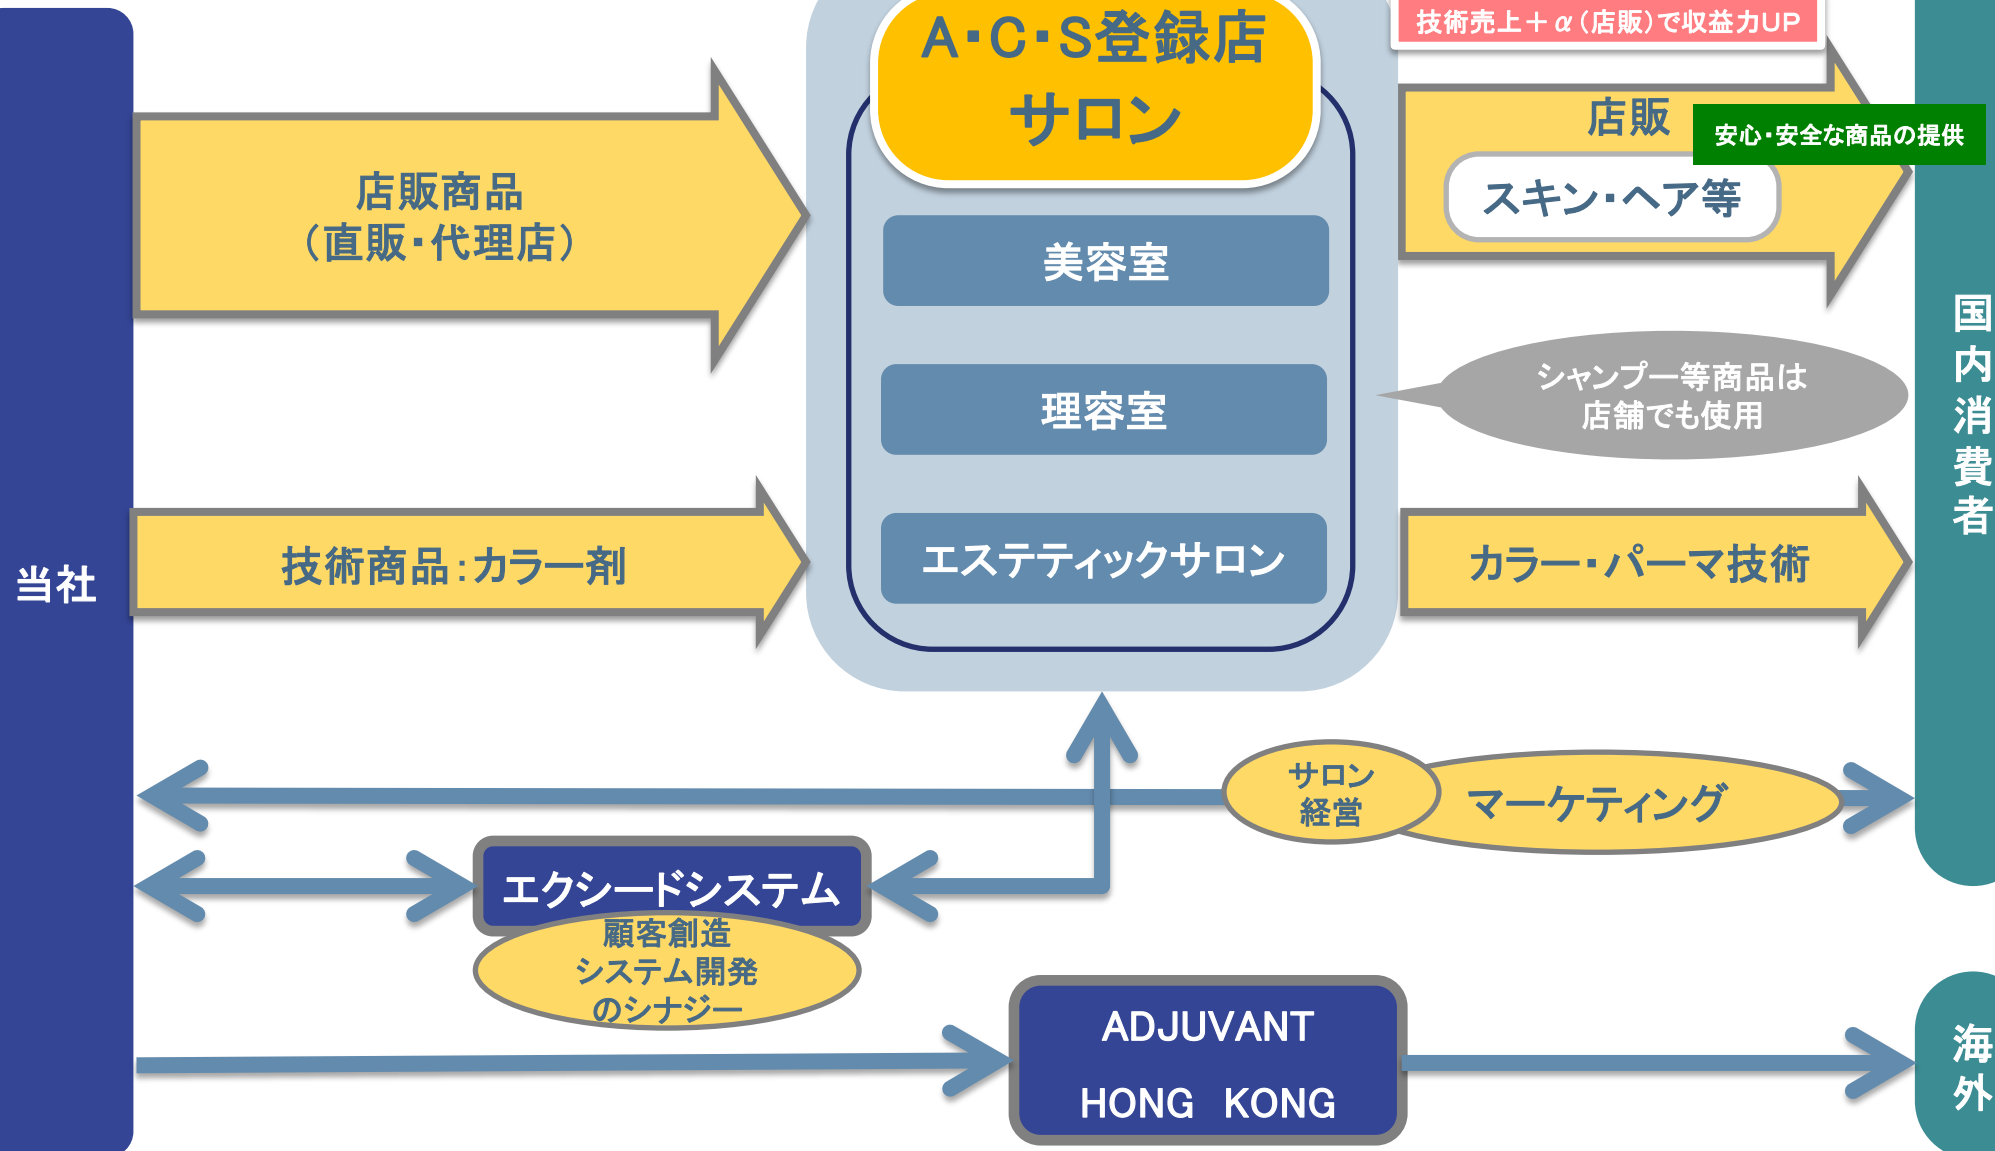 技術売上＋α（店販）で収益力UP
A・C・S登録店
サロン
店販
安心・安全な商品の提供
スキン・ヘア等
店販商品
（直販・代理店）
美容室
理容室
エステティックサロン
シャンプー等商品は
店舗でも使用
国内消費者
当社
技術商品：カラー剤
カラー・パーマ技術
サロン
経営
マーケティング
エクシードシステム
顧客創造
システム開発
のシナジー
ADJUVANT
HONG　KONG
海外